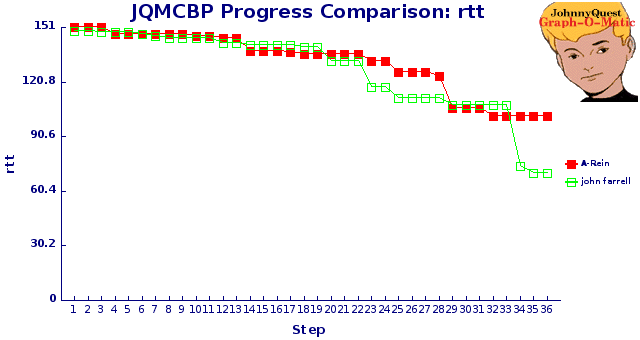 JQMCBP Progress Comparison: rtt
JohnnyQuest
Graph-O-Matic
151
120.8
90.6
60.4
30.2
0
rtt
A-Rein
john farrell
1 2 3 4 5 6 7 8 9 10 11 12 13 14 15 16 17 18 19 20 21 22 23 24 25 26 27 28 29 30 31 32 33 34 35 36
Step